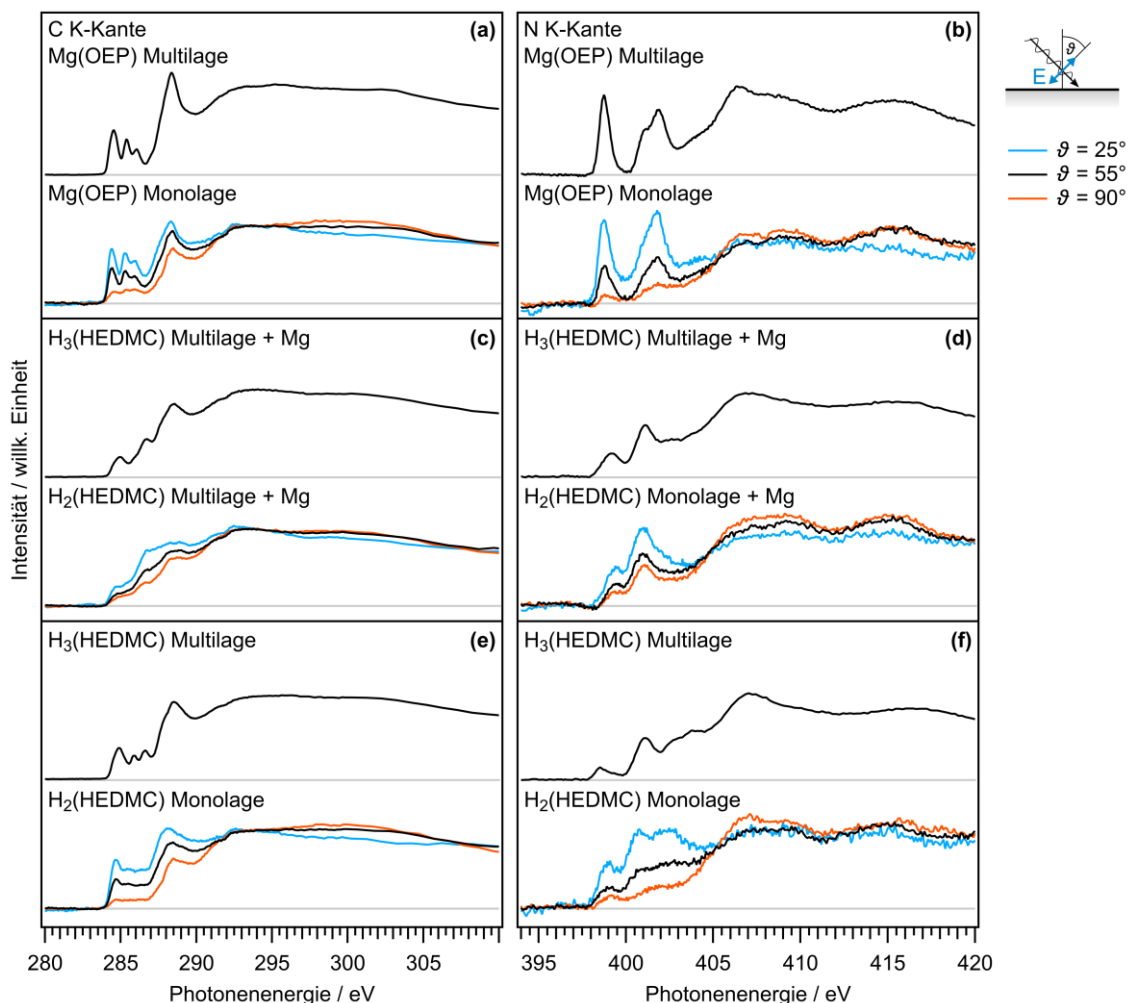 C K-Kante (a)
Mg(OEP) Multilage
Mg(OEP) Monolage
H₃(HEDMC) Multilage + Mg (c)
H₂(HEDMC) Multilage + Mg
H₃(HEDMC) Multilage (e)
H₂(HEDMC) Monolage
N K-Kante (b)
Mg(OEP) Multilage
Mg(OEP) Monolage
H₃(HEDMC) Multilage + Mg (d)
H₂(HEDMC) Monolage + Mg
H₃(HEDMC) Multilage (f)
H₂(HEDMC) Monolage
ϑ
E
ϑ = 25°
ϑ = 55°
ϑ = 90°
Intensität / willk. Einheit
280 285 290 295 300 305
395 400 405 410 415 420
Photonenenergie / eV
Photonenenergie / eV